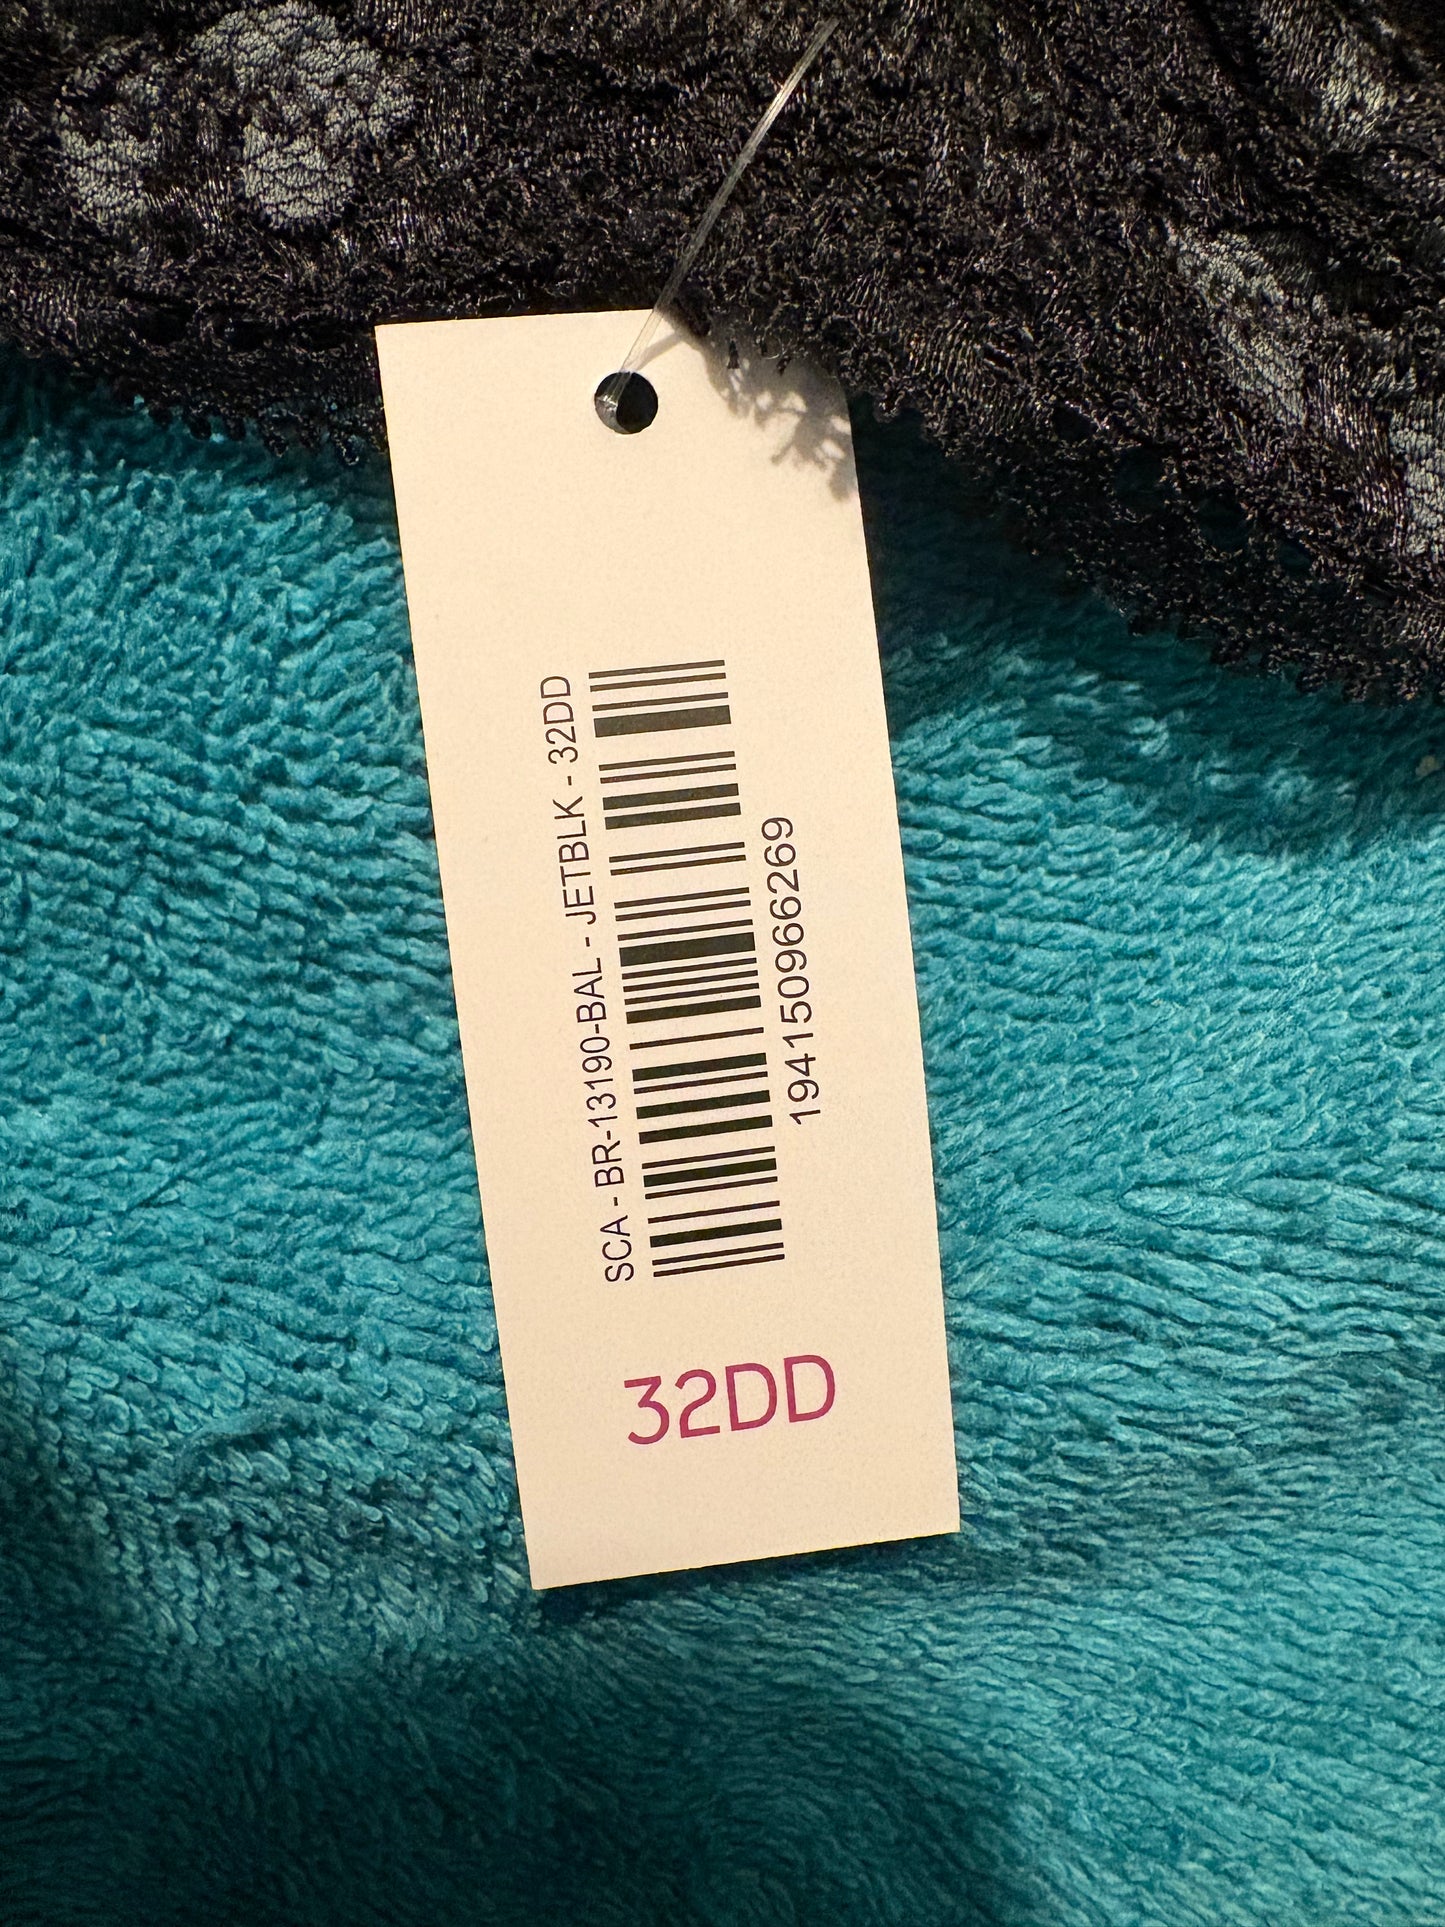 SCA - BR-13190-BAL - JETBLK - 32DD
194150966269
32DD